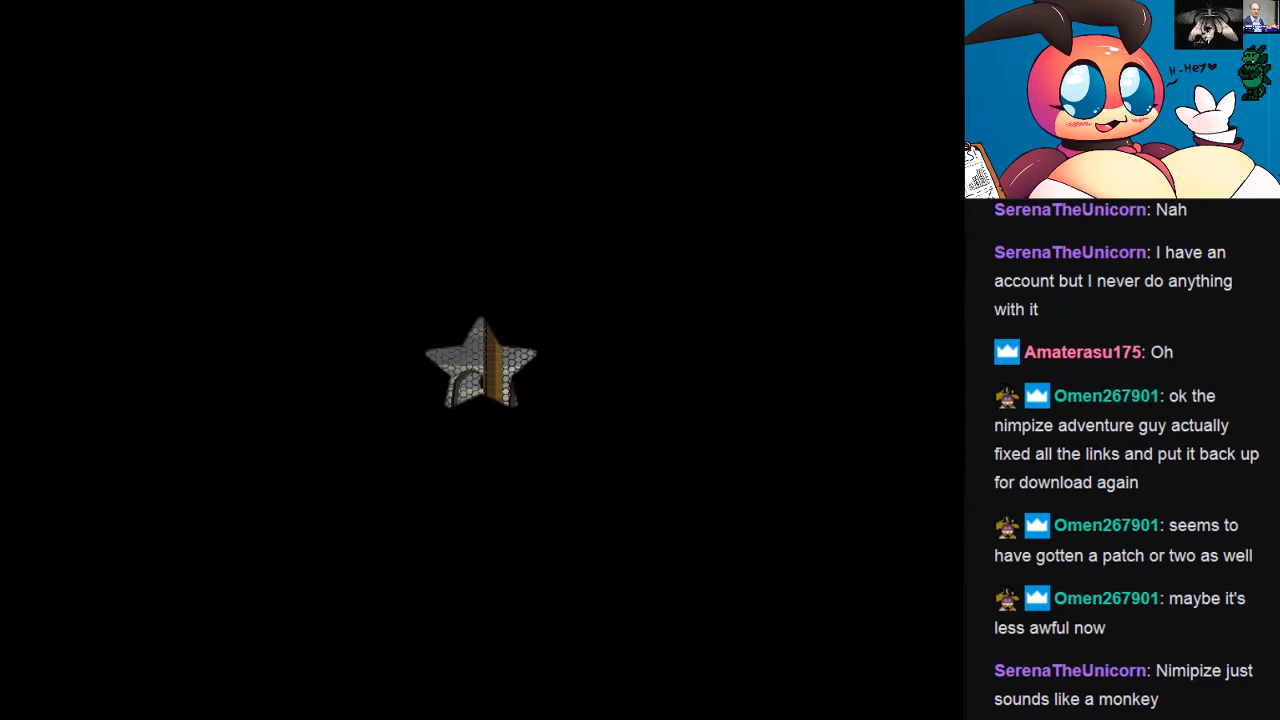 H-Hey♥
SerenaTheUnicorn: Nah
SerenaTheUnicorn: I have an
account but I never do anything
with it
Amaterasu175: Oh
Omen267901: ok the
nimpize adventure guy actually
fixed all the links and put it back up
for download again
Omen267901: seems to
have gotten a patch or two as well
Omen267901: maybe it's
less awful now
SerenaTheUnicorn: Nimipize just
sounds like a monkey